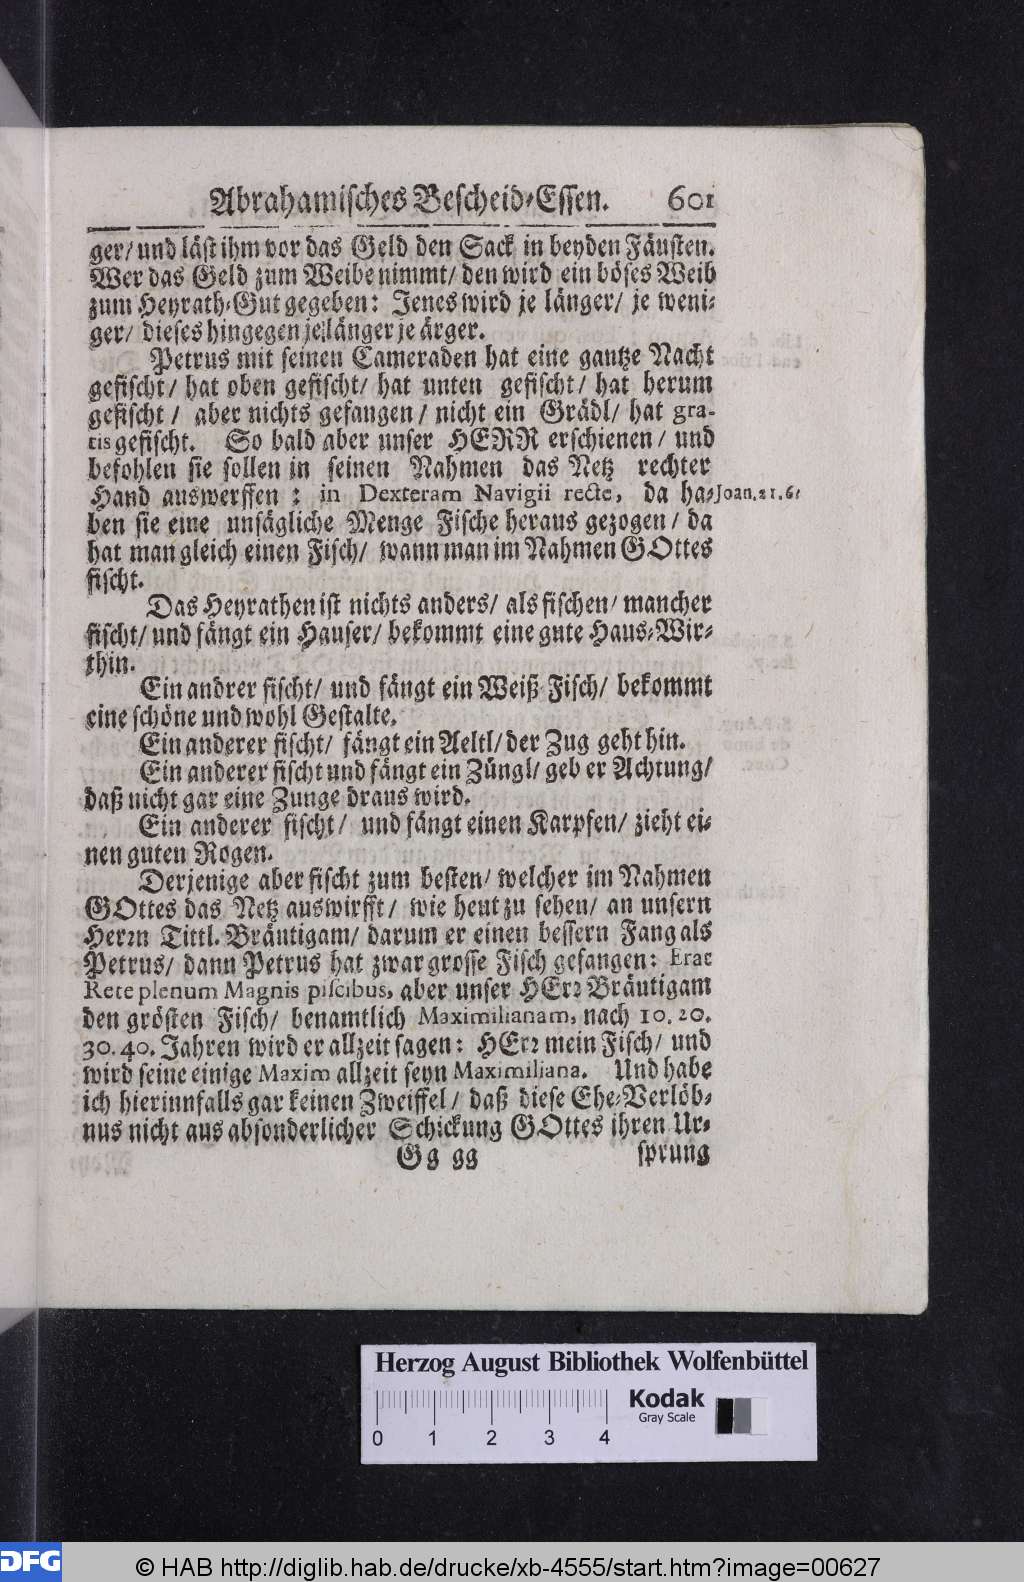 Abrahamisches Bescheid-Essen. 601
ger/ und läst ihm vor das Geld den Sack in beyden Fäusten.
Wer das Geld zum Weibe nimmt/ den wird ein böses Weib
zum Heyrath-Gut gegeben: Jenes wird je länger/ je weni-
ger/ dieses hingegen je länger je ärger.
Petrus mit seinen Cameraden hat eine gantze Nacht
gefischt/ hat oben gefischt/ hat unten gefischt/ hat herum
gefischt/ aber nichts gefangen/ nicht ein Grädl/ hat gra-
tis gefischt. So bald aber unser HERR erschienen/ und
befohlen sie sollen in seinen Nahmen das Netz rechter
Hand auswerffen: in Dexteram Navigii recte, da ha- Joan. 21. 6.
ben sie eine unsägliche Menge Fische heraus gezogen/ da
hat man gleich einen Fisch/ wann man im Nahmen GOttes
fischt.
Das Heyrathen ist nichts anders/ als fischen/ mancher
fischt/ und fängt ein Hauser/ bekommt eine gute Haus-Wir-
thin.
Ein andrer fischt/ und fängt ein Weiß-Fisch/ bekommt
eine schöne und wohl Gestalte.
Ein anderer fischt/ fängt ein Aeltl/ der Zug geht hin.
Ein anderer fischt und fängt ein Züngl/ geb er Achtung/
daß nicht gar eine Zunge draus wird.
Ein anderer fischt/ und fängt einen Karpfen/ zieht ei-
nen guten Rogen.
Derjenige aber fischt zum besten/ welcher im Nahmen
GOttes das Netz auswirfft/ wie heut zu sehen/ an unsern
Herrn Tittl. Bräutigam/ darum er einen bessern Fang als
Petrus/ dann Petrus hat zwar grosse Fisch gefangen: Erat
Rete plenum Magnis piscibus, aber unser HErr Bräutigam
den grösten Fisch/ benamtlich Maximilianam, nach 10. 20.
30. 40. Jahren wird er allzeit sagen: HErr mein Fisch/ und
wird seine einige Maxim allzeit seyn Maximiliana. Und habe
ich hierinnfalls gar keinen Zweiffel/ daß diese Ehe-Verlöb-
nus nicht aus absonderlicher Schickung GOttes ihren Ur-
Gg gg sprung
Herzog August Bibliothek Wolfenbüttel
Kodak
Gray Scale
0 1 2 3 4
DFG © HAB http://diglib.hab.de/drucke/xb-4555/start.htm?image=00627